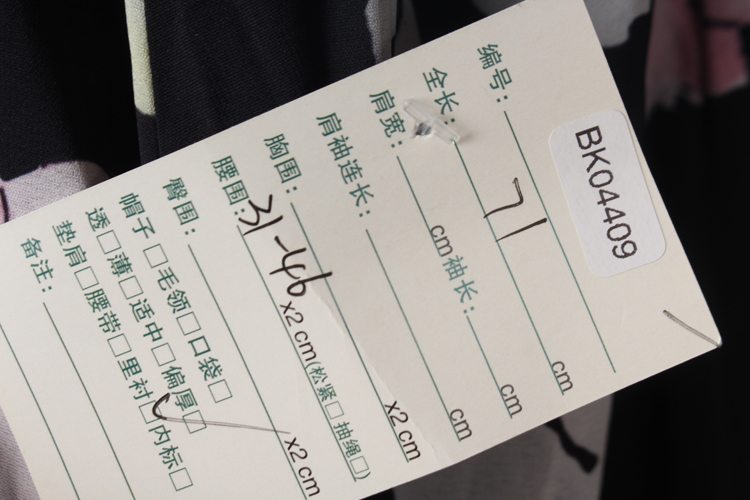 BK04409
编号：
全长： 71 cm
肩宽： cm 袖长： cm
肩袖连长： cm
胸围： x2 cm
腰围： 31-46 x2 cm(松紧□ 抽绳□)
臀围： x2 cm
帽子 □毛领□口袋□
透□薄□适中□偏厚□
垫肩□腰带□里衬☑内标□
备注：